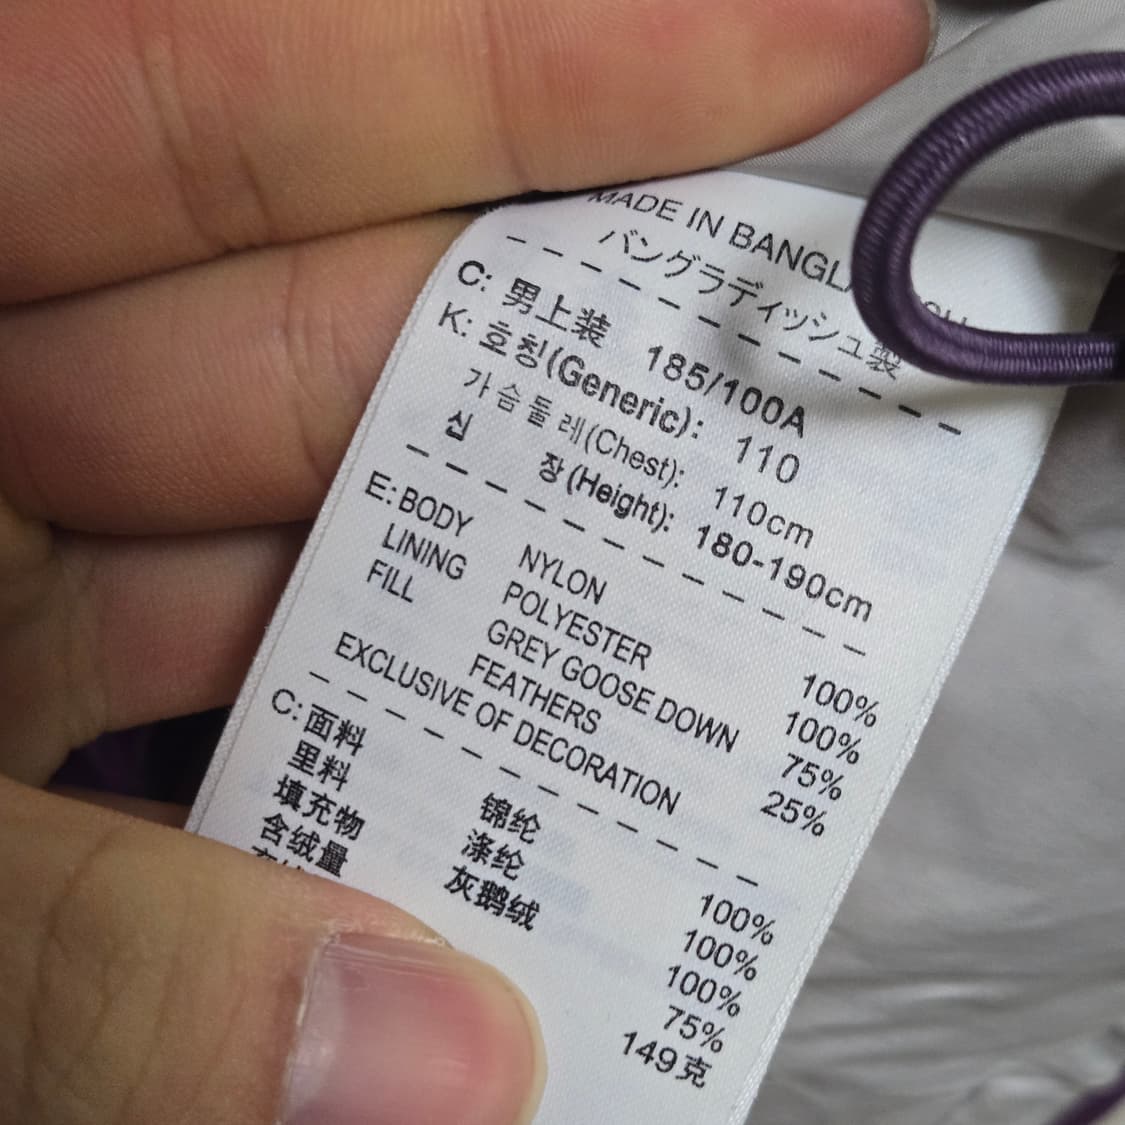 MADE IN
バングラディッシュ製
C: 男上装 185/100A
K: 호칭(Generic): 110
가슴둘레(Chest): 110cm
신 장(Height): 180-190cm
E: BODY NYLON 100%
LINING POLYESTER 100%
FILL GREY GOOSE DOWN 75%
FEATHERS 25%
EXCLUSIVE OF DECORATION
C: 面料 锦纶 100%
里料 涤纶 100%
填充物 灰鹅绒 100%
含绒量 75%
149克